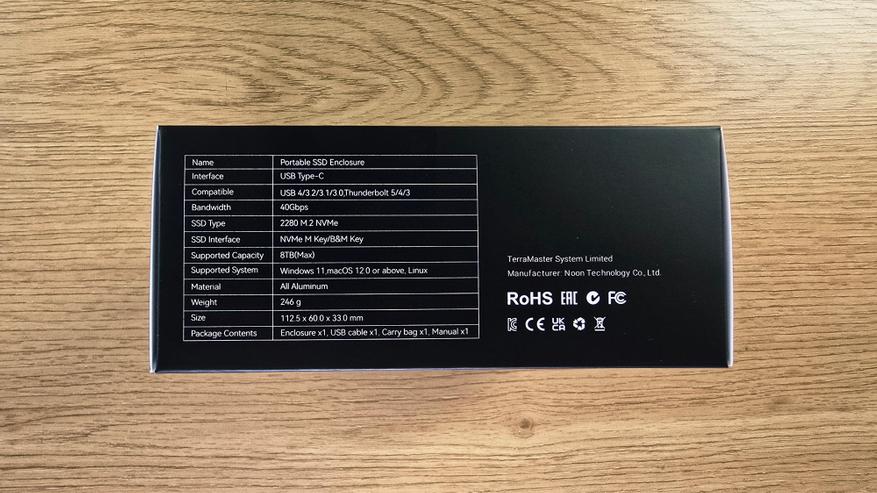 Name Portable SSD Enclosure
Interface USB Type-C
Compatible USB 4/3.2/3.1/3.0,Thunderbolt 5/4/3
Bandwidth 40Gbps
SSD Type 2280 M.2 NVMe
SSD Interface NVMe M Key/B&M Key
Supported Capacity 8TB(Max)
Supported System Windows 11,macOS 12.0 or above, Linux
Material All Aluminum
Weight 246 g
Size 112.5 x 60.0 x 33.0 mm
Package Contents Enclosure x1, USB cable x1, Carry bag x1, Manual x1
TerraMaster System Limited
Manufacturer: Noon Technology Co., Ltd.
RoHS EAC FC
CE UK CA